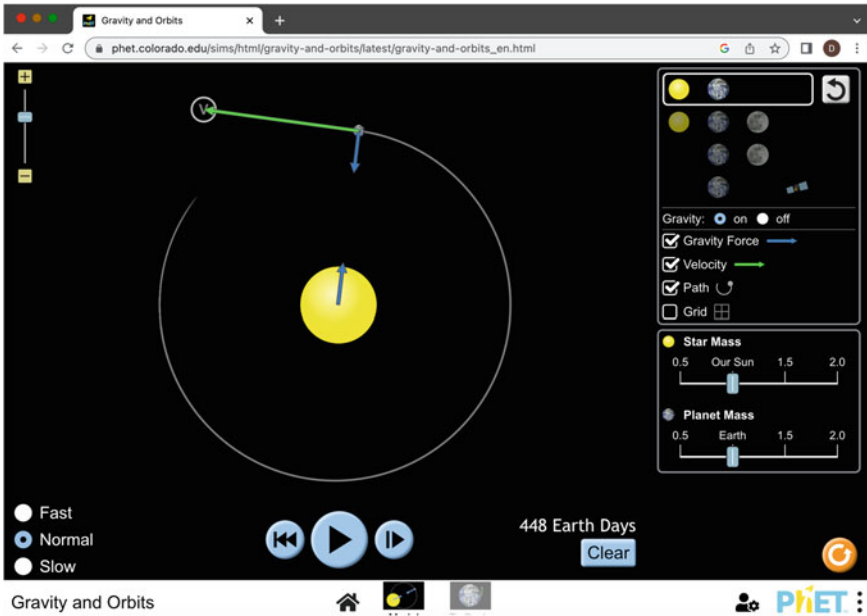 Gravity and Orbits
phet.colorado.edu/sims/html/gravity-and-orbits/latest/gravity-and-orbits_en.html
V
Gravity: on off
Gravity Force
Velocity
Path
Grid
Star Mass
0.5 Our Sun 1.5 2.0
Planet Mass
0.5 Earth 1.5 2.0
Fast
Normal
Slow
448 Earth Days
Clear
Gravity and Orbits
PhET